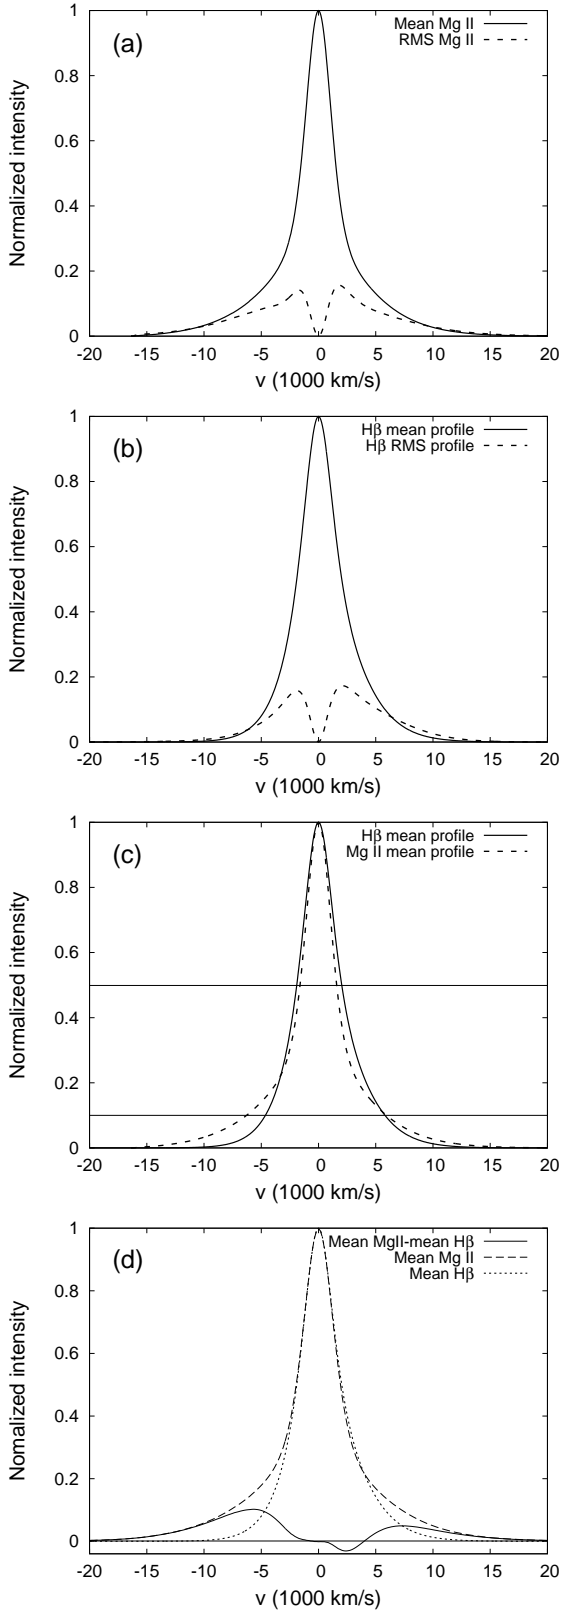 (a)
Mean Mg II
RMS Mg II
Normalized intensity
1
0.8
0.6
0.4
0.2
0
-20 -15 -10 -5 0 5 10 15 20
v (1000 km/s)
(b)
Hβ mean profile
Hβ RMS profile
Normalized intensity
1
0.8
0.6
0.4
0.2
0
-20 -15 -10 -5 0 5 10 15 20
v (1000 km/s)
(c)
Hβ mean profile
Mg II mean profile
Normalized intensity
1
0.8
0.6
0.4
0.2
0
-20 -15 -10 -5 0 5 10 15 20
v (1000 km/s)
(d)
Mean MgII-mean Hβ
Mean Mg II
Mean Hβ
Nomalized intensity
1
0.8
0.6
0.4
0.2
0
-20 -15 -10 -5 0 5 10 15 20
v (1000 km/s)